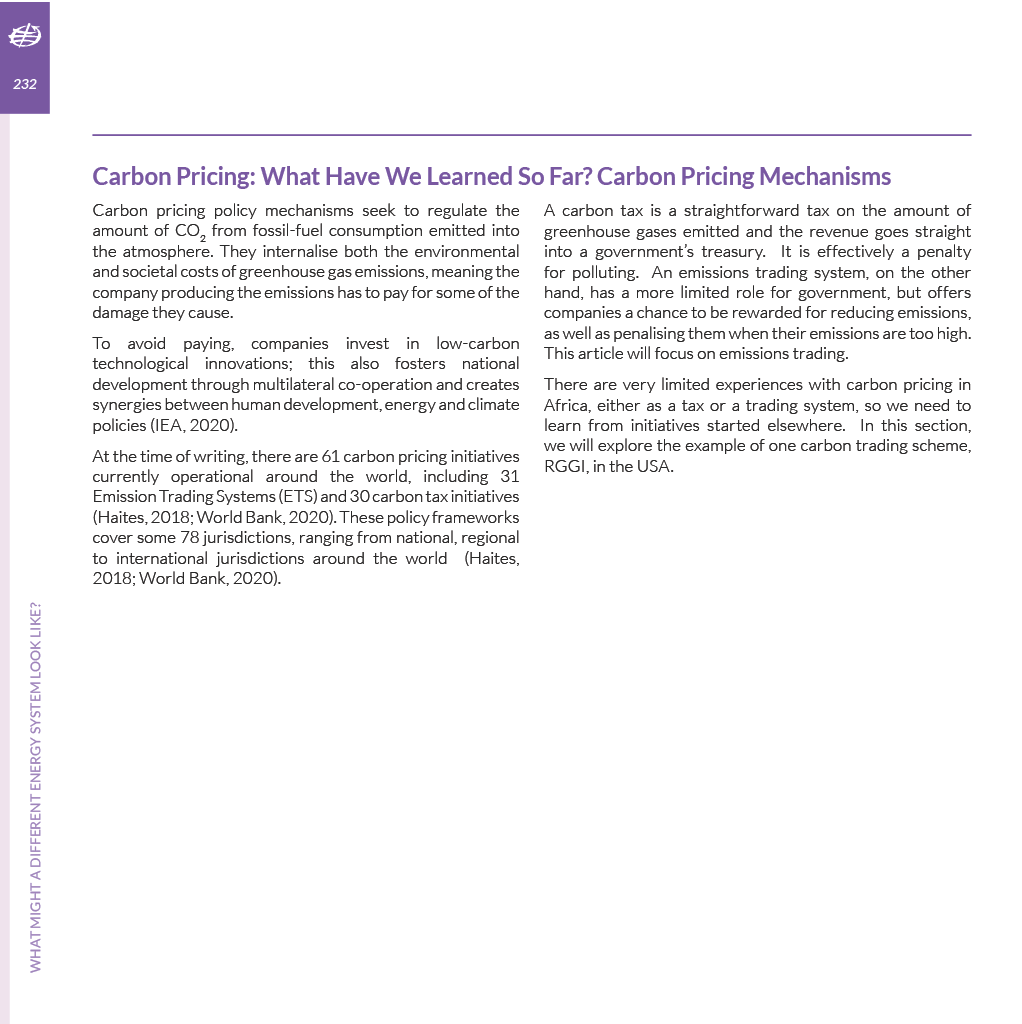 232
Carbon Pricing: What Have We Learned So Far? Carbon Pricing Mechanisms
Carbon pricing policy mechanisms seek to regulate the
amount of CO2 from fossil-fuel consumption emitted into
the atmosphere. They internalise both the environmental
and societal costs of greenhouse gas emissions, meaning the
company producing the emissions has to pay for some of the
damage they cause.
To avoid paying, companies invest in low-carbon
technological innovations; this also fosters national
development through multilateral co-operation and creates
synergies between human development, energy and climate
policies (IEA, 2020).
At the time of writing, there are 61 carbon pricing initiatives
currently operational around the world, including 31
Emission Trading Systems (ETS) and 30 carbon tax initiatives
(Haites, 2018; World Bank, 2020). These policy frameworks
cover some 78 jurisdictions, ranging from national, regional
to international jurisdictions around the world (Haites,
2018; World Bank, 2020).
A carbon tax is a straightforward tax on the amount of
greenhouse gases emitted and the revenue goes straight
into a government's treasury. It is effectively a penalty
for polluting. An emissions trading system, on the other
hand, has a more limited role for government, but offers
companies a chance to be rewarded for reducing emissions,
as well as penalising them when their emissions are too high.
This article will focus on emissions trading.
There are very limited experiences with carbon pricing in
Africa, either as a tax or a trading system, so we need to
learn from initiatives started elsewhere. In this section,
we will explore the example of one carbon trading scheme,
RGGI, in the USA.
WHAT MIGHT A DIFFERENT ENERGY SYSTEM LOOK LIKE?